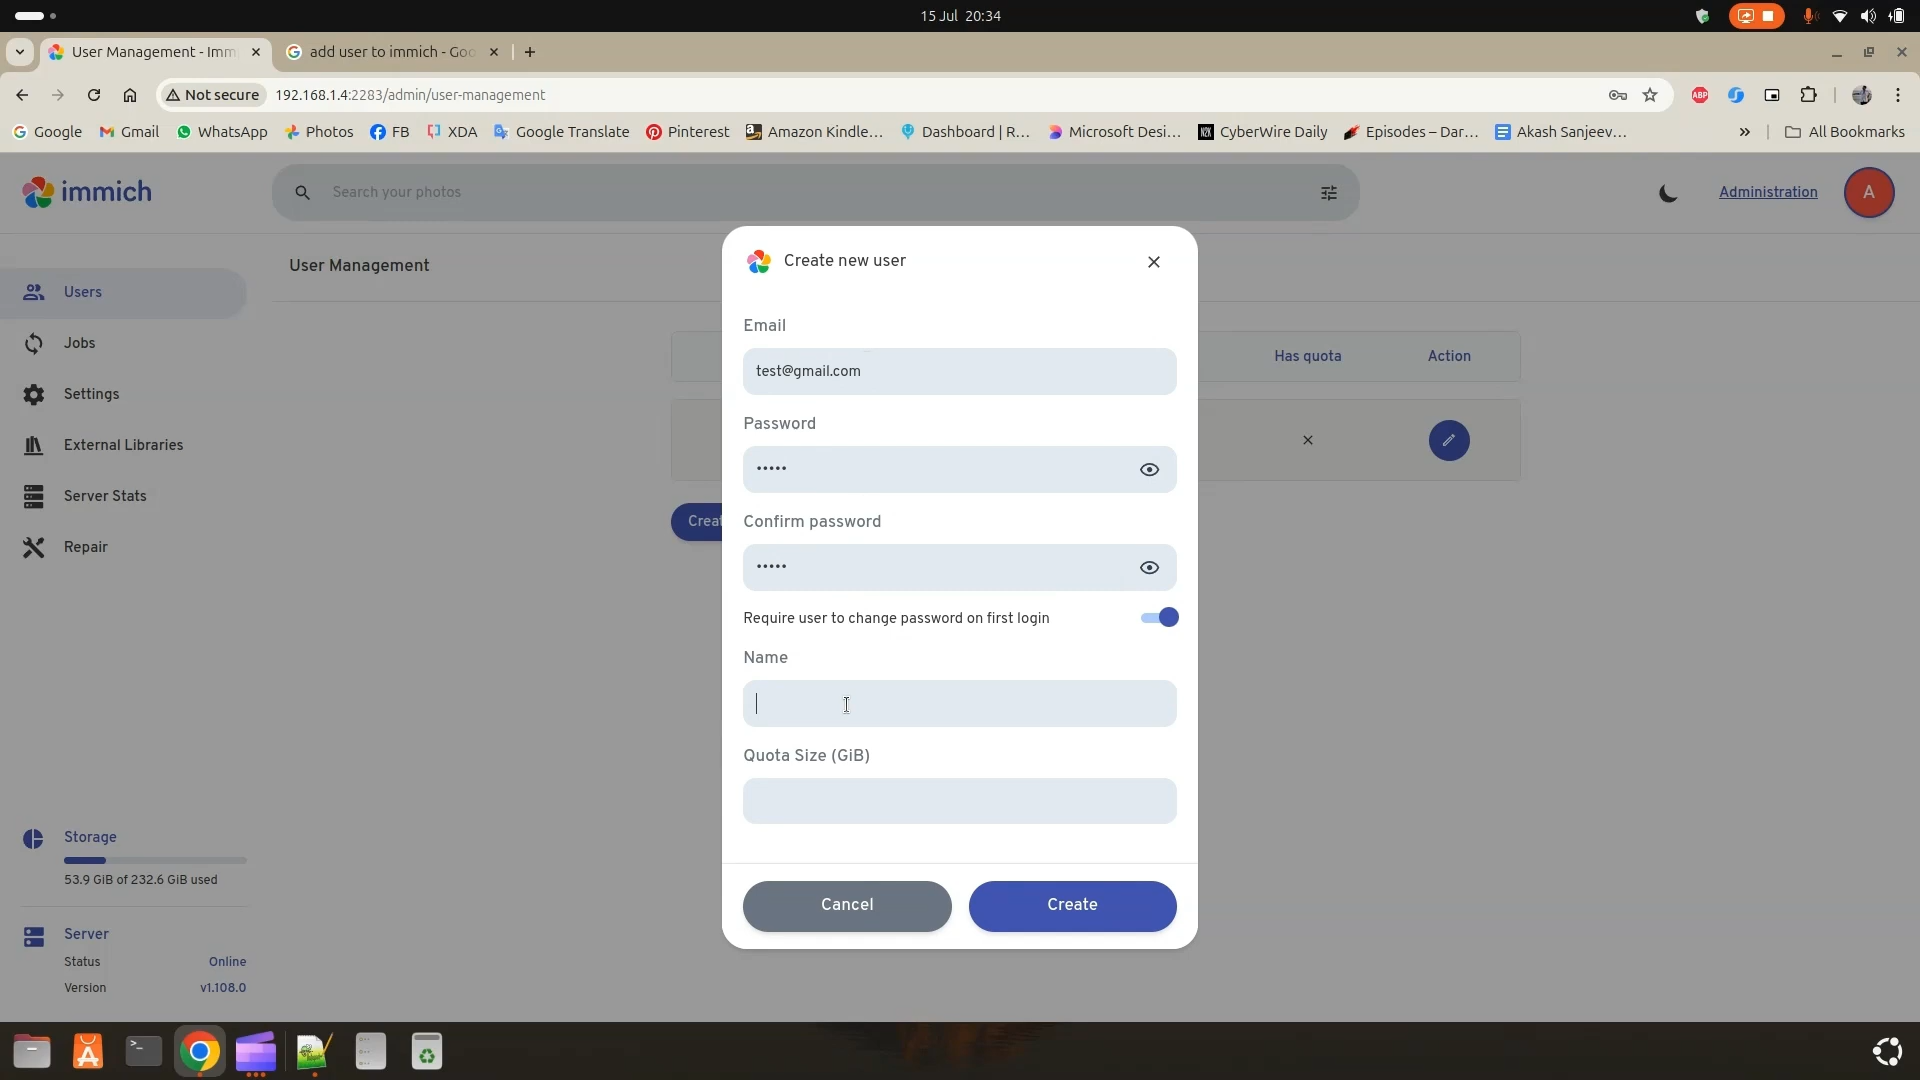 15 Jul 20:34
User Management - Imm
add user to immich - Goo
Not secure
192.168.1.4:2283/admin/user-management
ABP
Google
Gmail
WhatsApp
Photos
FB
XDA
Google Translate
Pinterest
Amazon Kindle...
Dashboard | R...
Microsoft Desi...
N2K
CyberWire Daily
Episodes – Dar...
Akash Sanjeev...
All Bookmarks
immich
Search your photos
Administration
A
Users
Jobs
Settings
External Libraries
Server Stats
Repair
Storage
53.9 GiB of 232.6 GiB used
Server
Status Online
Version v1.108.0
User Management
Has quota
Action
Creat
Create new user
Email
test@gmail.com
Password
•••••
Confirm password
•••••
Require user to change password on first login
Name
Quota Size (GiB)
Cancel
Create